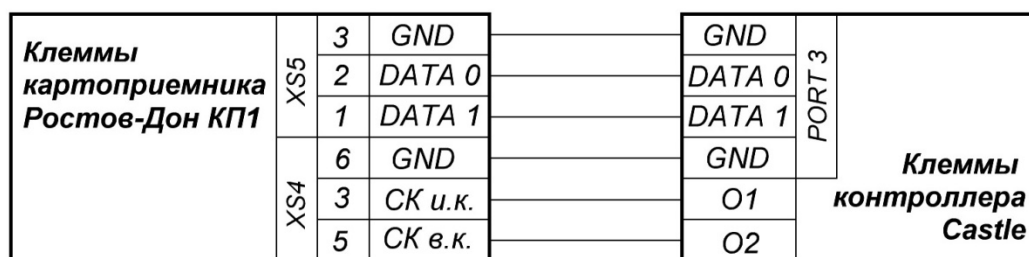 Клеммы
картоприемника
Ростов-Дон КП1
XS5
3 GND
2 DATA 0
1 DATA 1
XS4
6 GND
3 СК и.к.
5 СК в.к.
GND
DATA 0
DATA 1
GND
PORT 3
O1
O2
Клеммы
контроллера
Castle